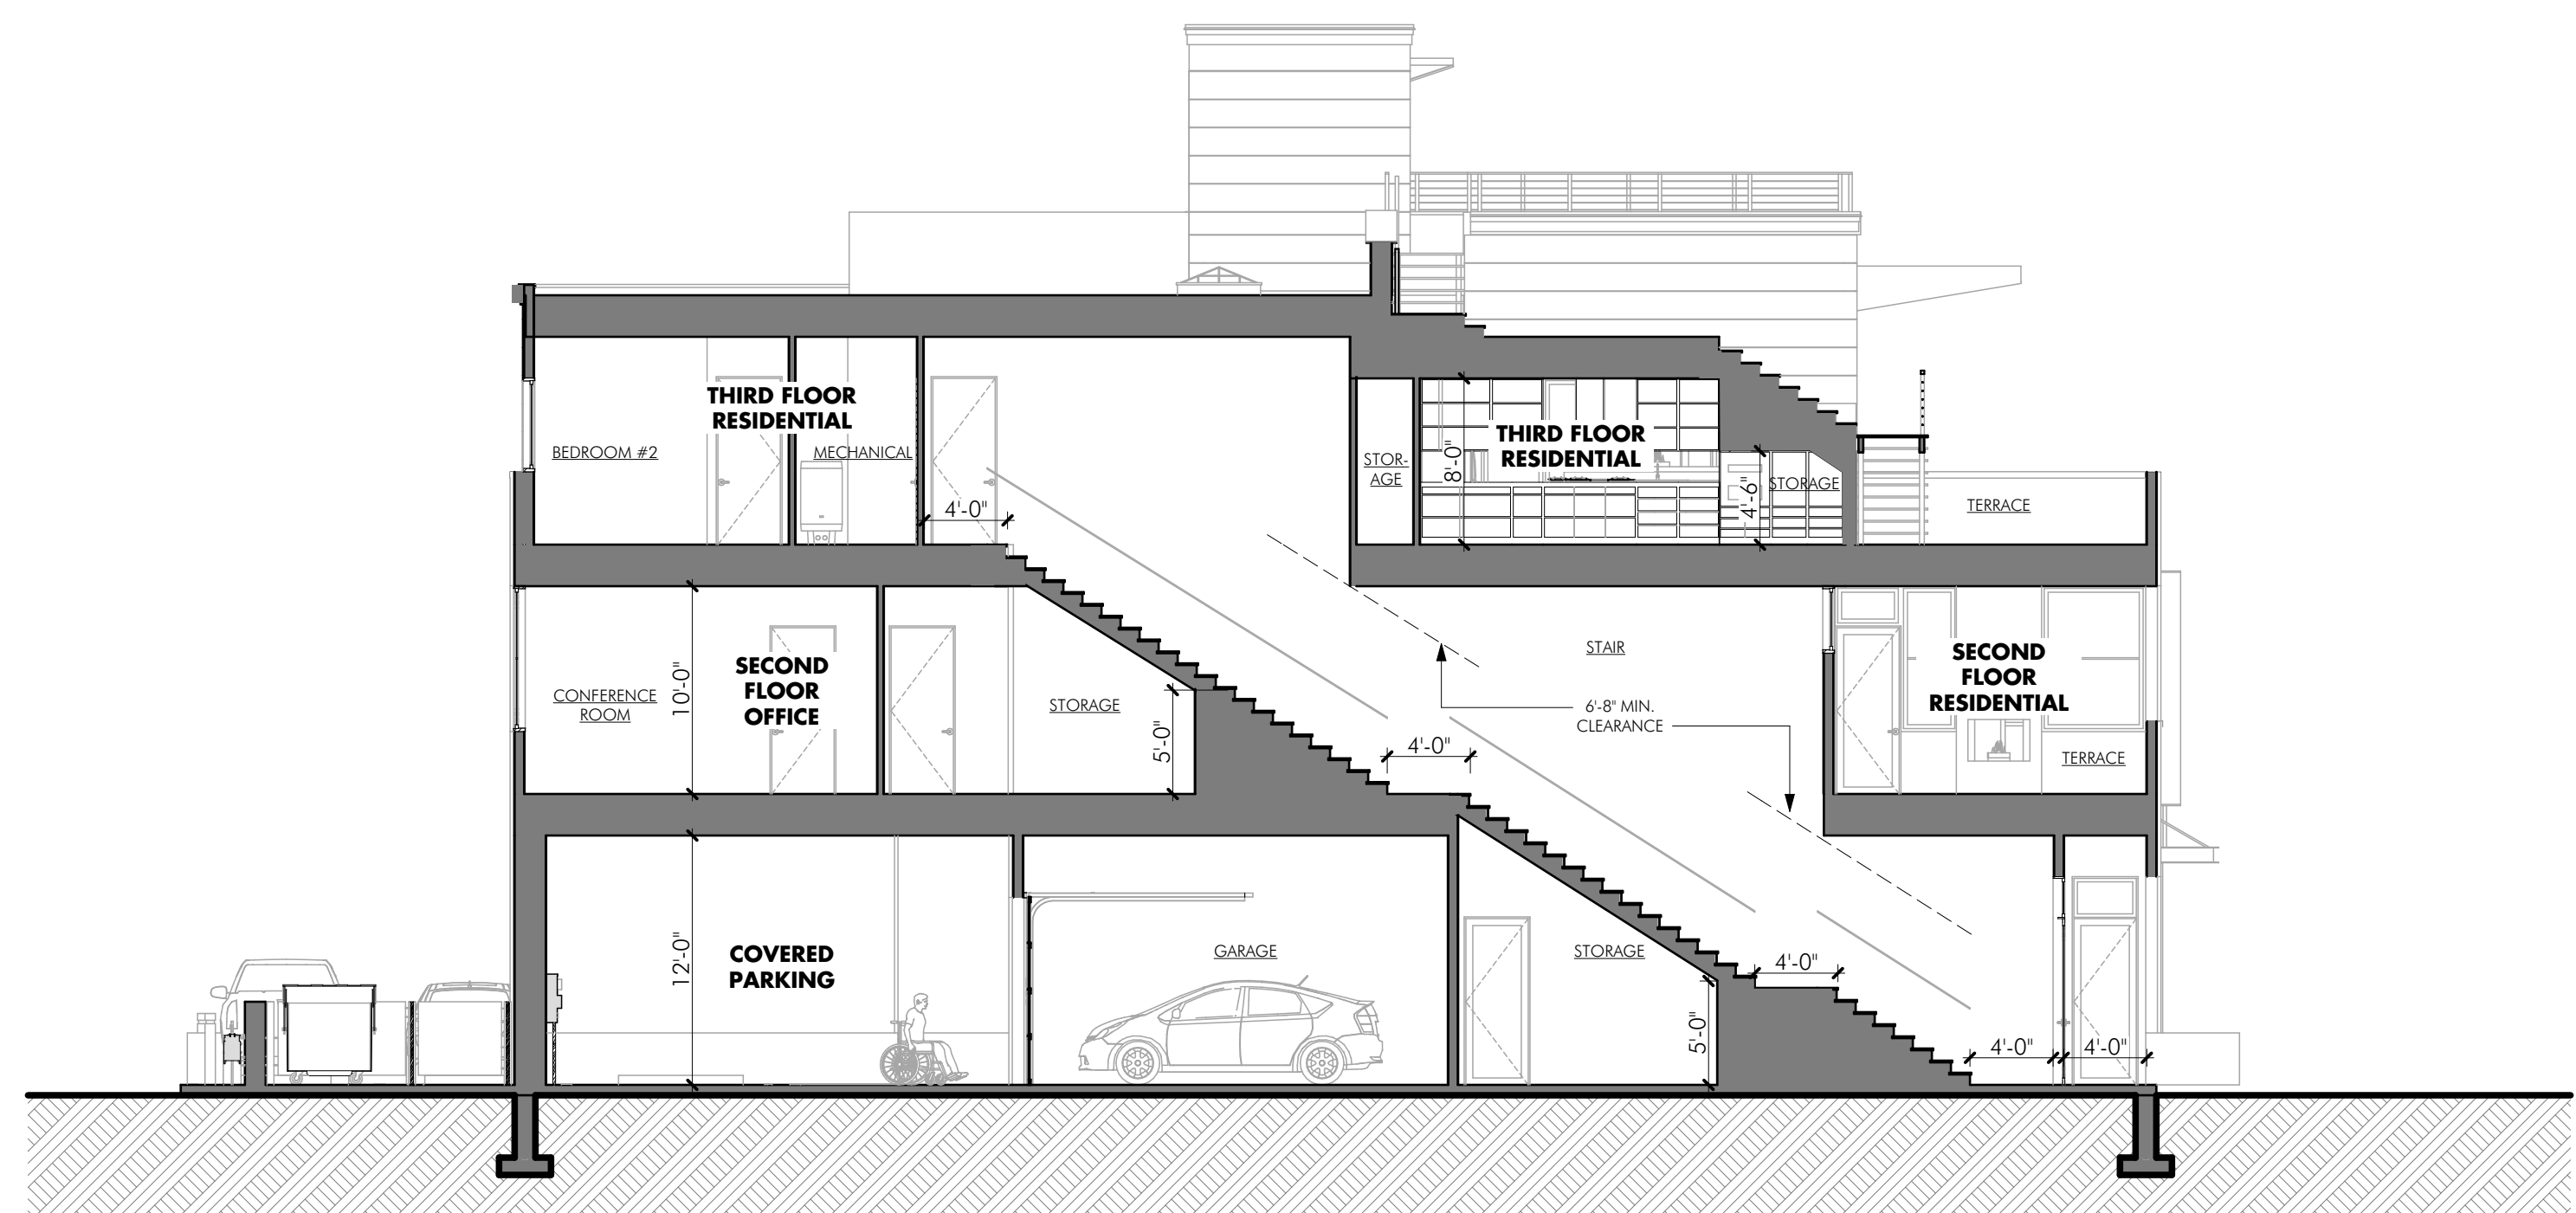 THIRD FLOOR
RESIDENTIAL
BEDROOM #2
MECHANICAL
4'-0"
STOR-
AGE
8'-0"
THIRD FLOOR
RESIDENTIAL
4'-6"
STORAGE
TERRACE
CONFERENCE
ROOM
10'-0"
SECOND
FLOOR
OFFICE
STORAGE
5'-0"
4'-0"
STAIR
6'-8" MIN.
CLEARANCE
SECOND
FLOOR
RESIDENTIAL
TERRACE
12'-0"
COVERED
PARKING
GARAGE
STORAGE
5'-0"
4'-0"
4'-0"
4'-0"